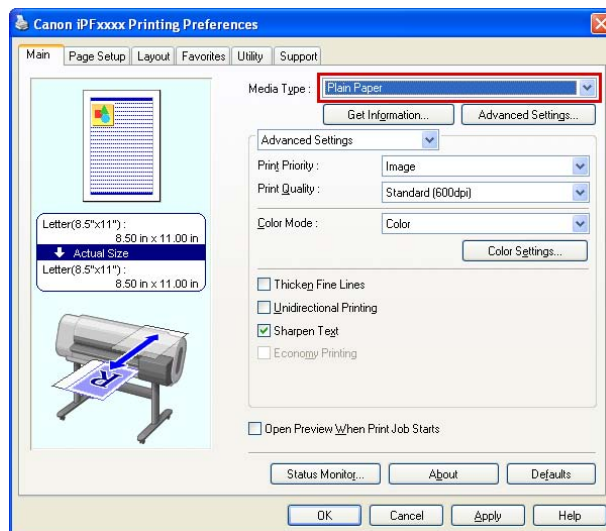 Canon iPFxxxx Printing Preferences
Main Page Setup Layout Favorites Utility Support
Media Type : Plain Paper
Get Information... Advanced Settings...
Advanced Settings
Print Priority : Image
Print Quality : Standard (600dpi)
Letter(8.5"x11") :
8.50 in x 11.00 in
Actual Size
Letter(8.5"x11") :
8.50 in x 11.00 in
Color Mode : Color
Color Settings...
Thicken Fine Lines
Unidirectional Printing
Sharpen Text
Economy Printing
R
Open Preview When Print Job Starts
Status Monitor... About Defaults
OK Cancel Apply Help